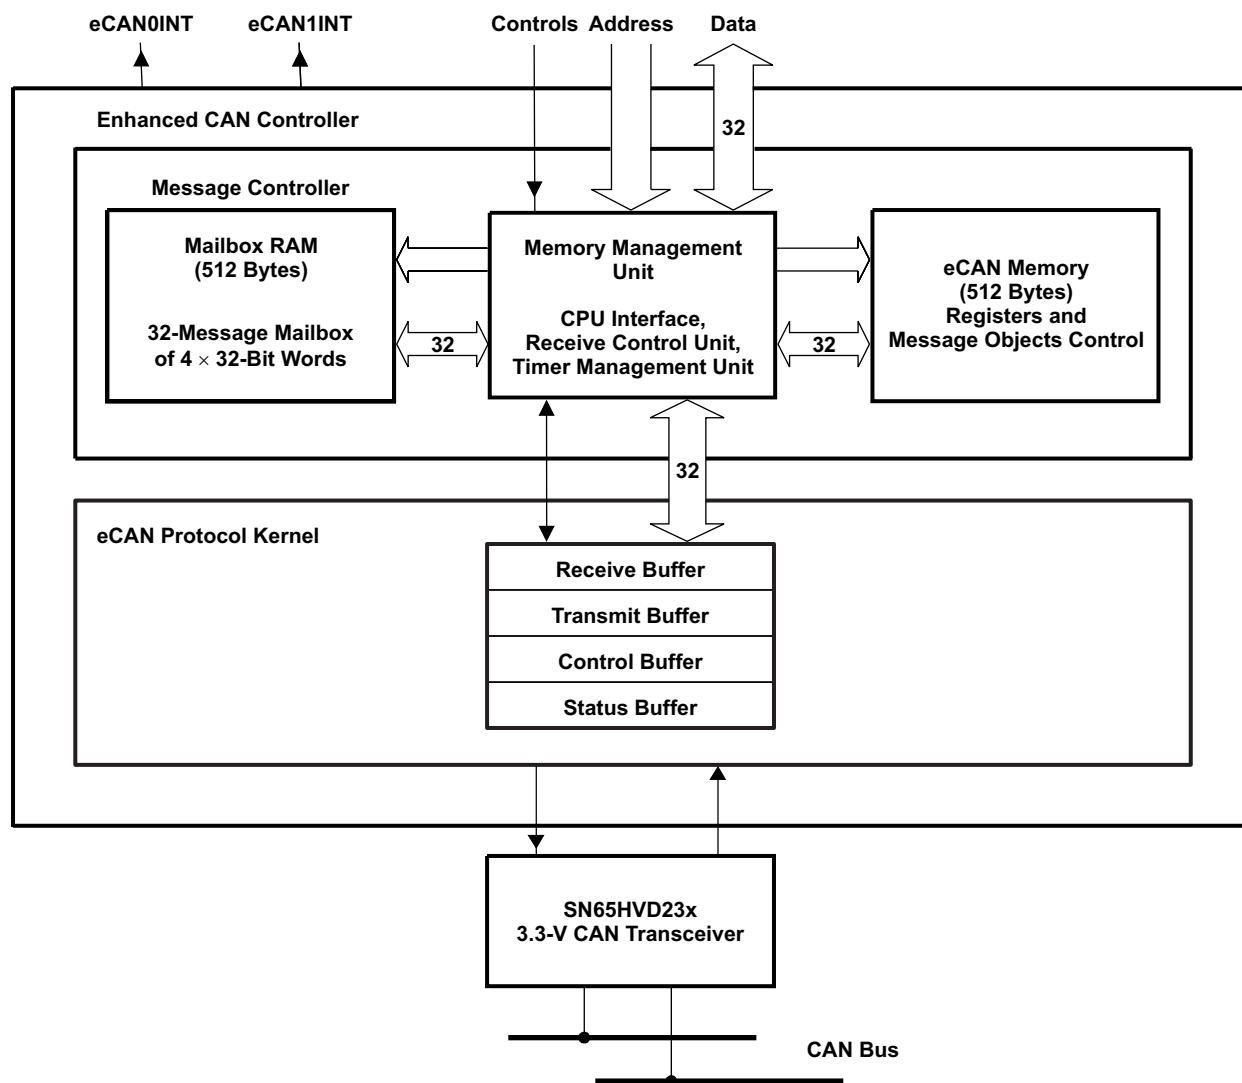 eCAN0INT
eCAN1INT
Controls
Address
Data
32
Enhanced CAN Controller
Message Controller
Mailbox RAM
(512 Bytes)
32-Message Mailbox
of 4 × 32-Bit Words
32
Memory Management
Unit
CPU Interface,
Receive Control Unit,
Timer Management Unit
32
eCAN Memory
(512 Bytes)
Registers and
Message Objects Control
32
eCAN Protocol Kernel
Receive Buffer
Transmit Buffer
Control Buffer
Status Buffer
SN65HVD23x
3.3-V CAN Transceiver
CAN Bus